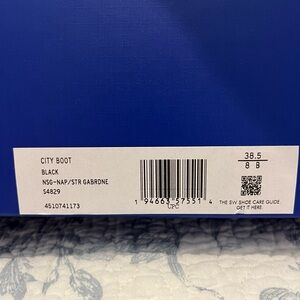 CITY BOOT
BLACK
NSG-NAP/STR GABRDNE
S4829
4510741173
1 94663 57551 4
UPC
38.5
8 B
THE SW SHOE CARE GUIDE.
GET IT HERE.